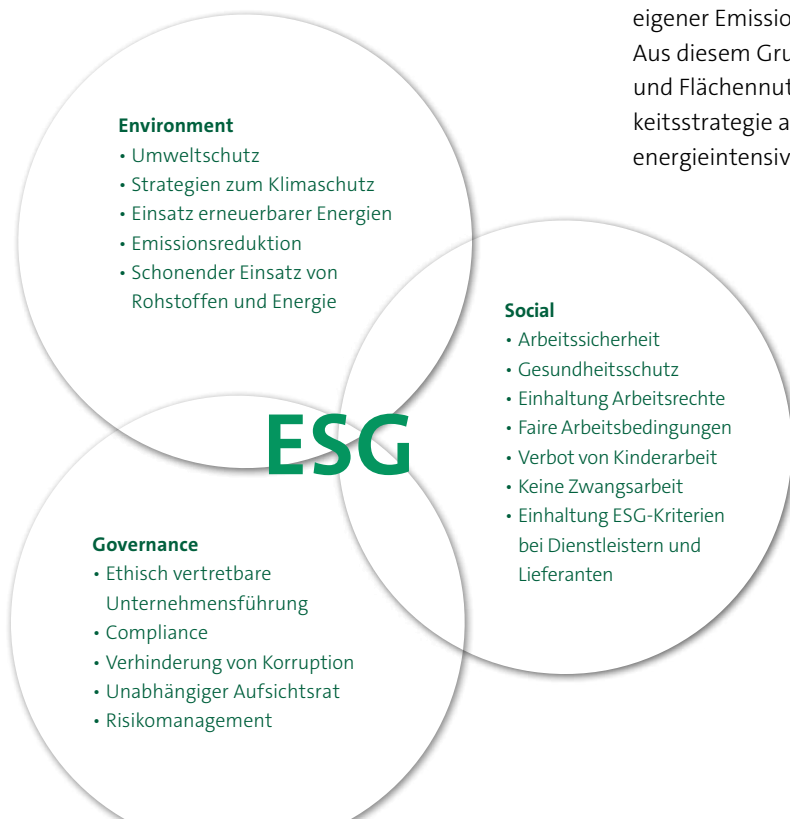 eigener Emissio
Aus diesem Gru
und Flächennut
keitsstrategie a
energieintensiv
Environment
• Umweltschutz
• Strategien zum Klimaschutz
• Einsatz erneuerbarer Energien
• Emissionsreduktion
• Schonender Einsatz von
Rohstoffen und Energie
Social
• Arbeitssicherheit
• Gesundheitsschutz
• Einhaltung Arbeitsrechte
• Faire Arbeitsbedingungen
• Verbot von Kinderarbeit
• Keine Zwangsarbeit
• Einhaltung ESG-Kriterien
bei Dienstleistern und
Lieferanten
ESG
Governance
• Ethisch vertretbare
Unternehmensführung
• Compliance
• Verhinderung von Korruption
• Unabhängiger Aufsichtsrat
• Risikomanagement